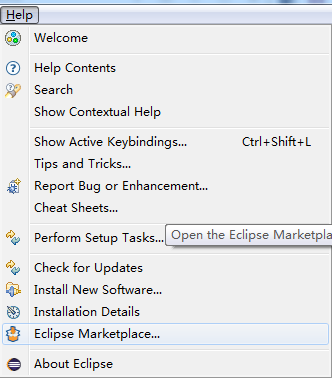 Help
Welcome
Help Contents
Search
Show Contextual Help
Show Active Keybindings... Ctrl+Shift+L
Tips and Tricks...
Report Bug or Enhancement...
Cheat Sheets...
Perform Setup Tasks...
Open the Eclipse Marketpla
Check for Updates
Install New Software...
Installation Details
Eclipse Marketplace...
About Eclipse